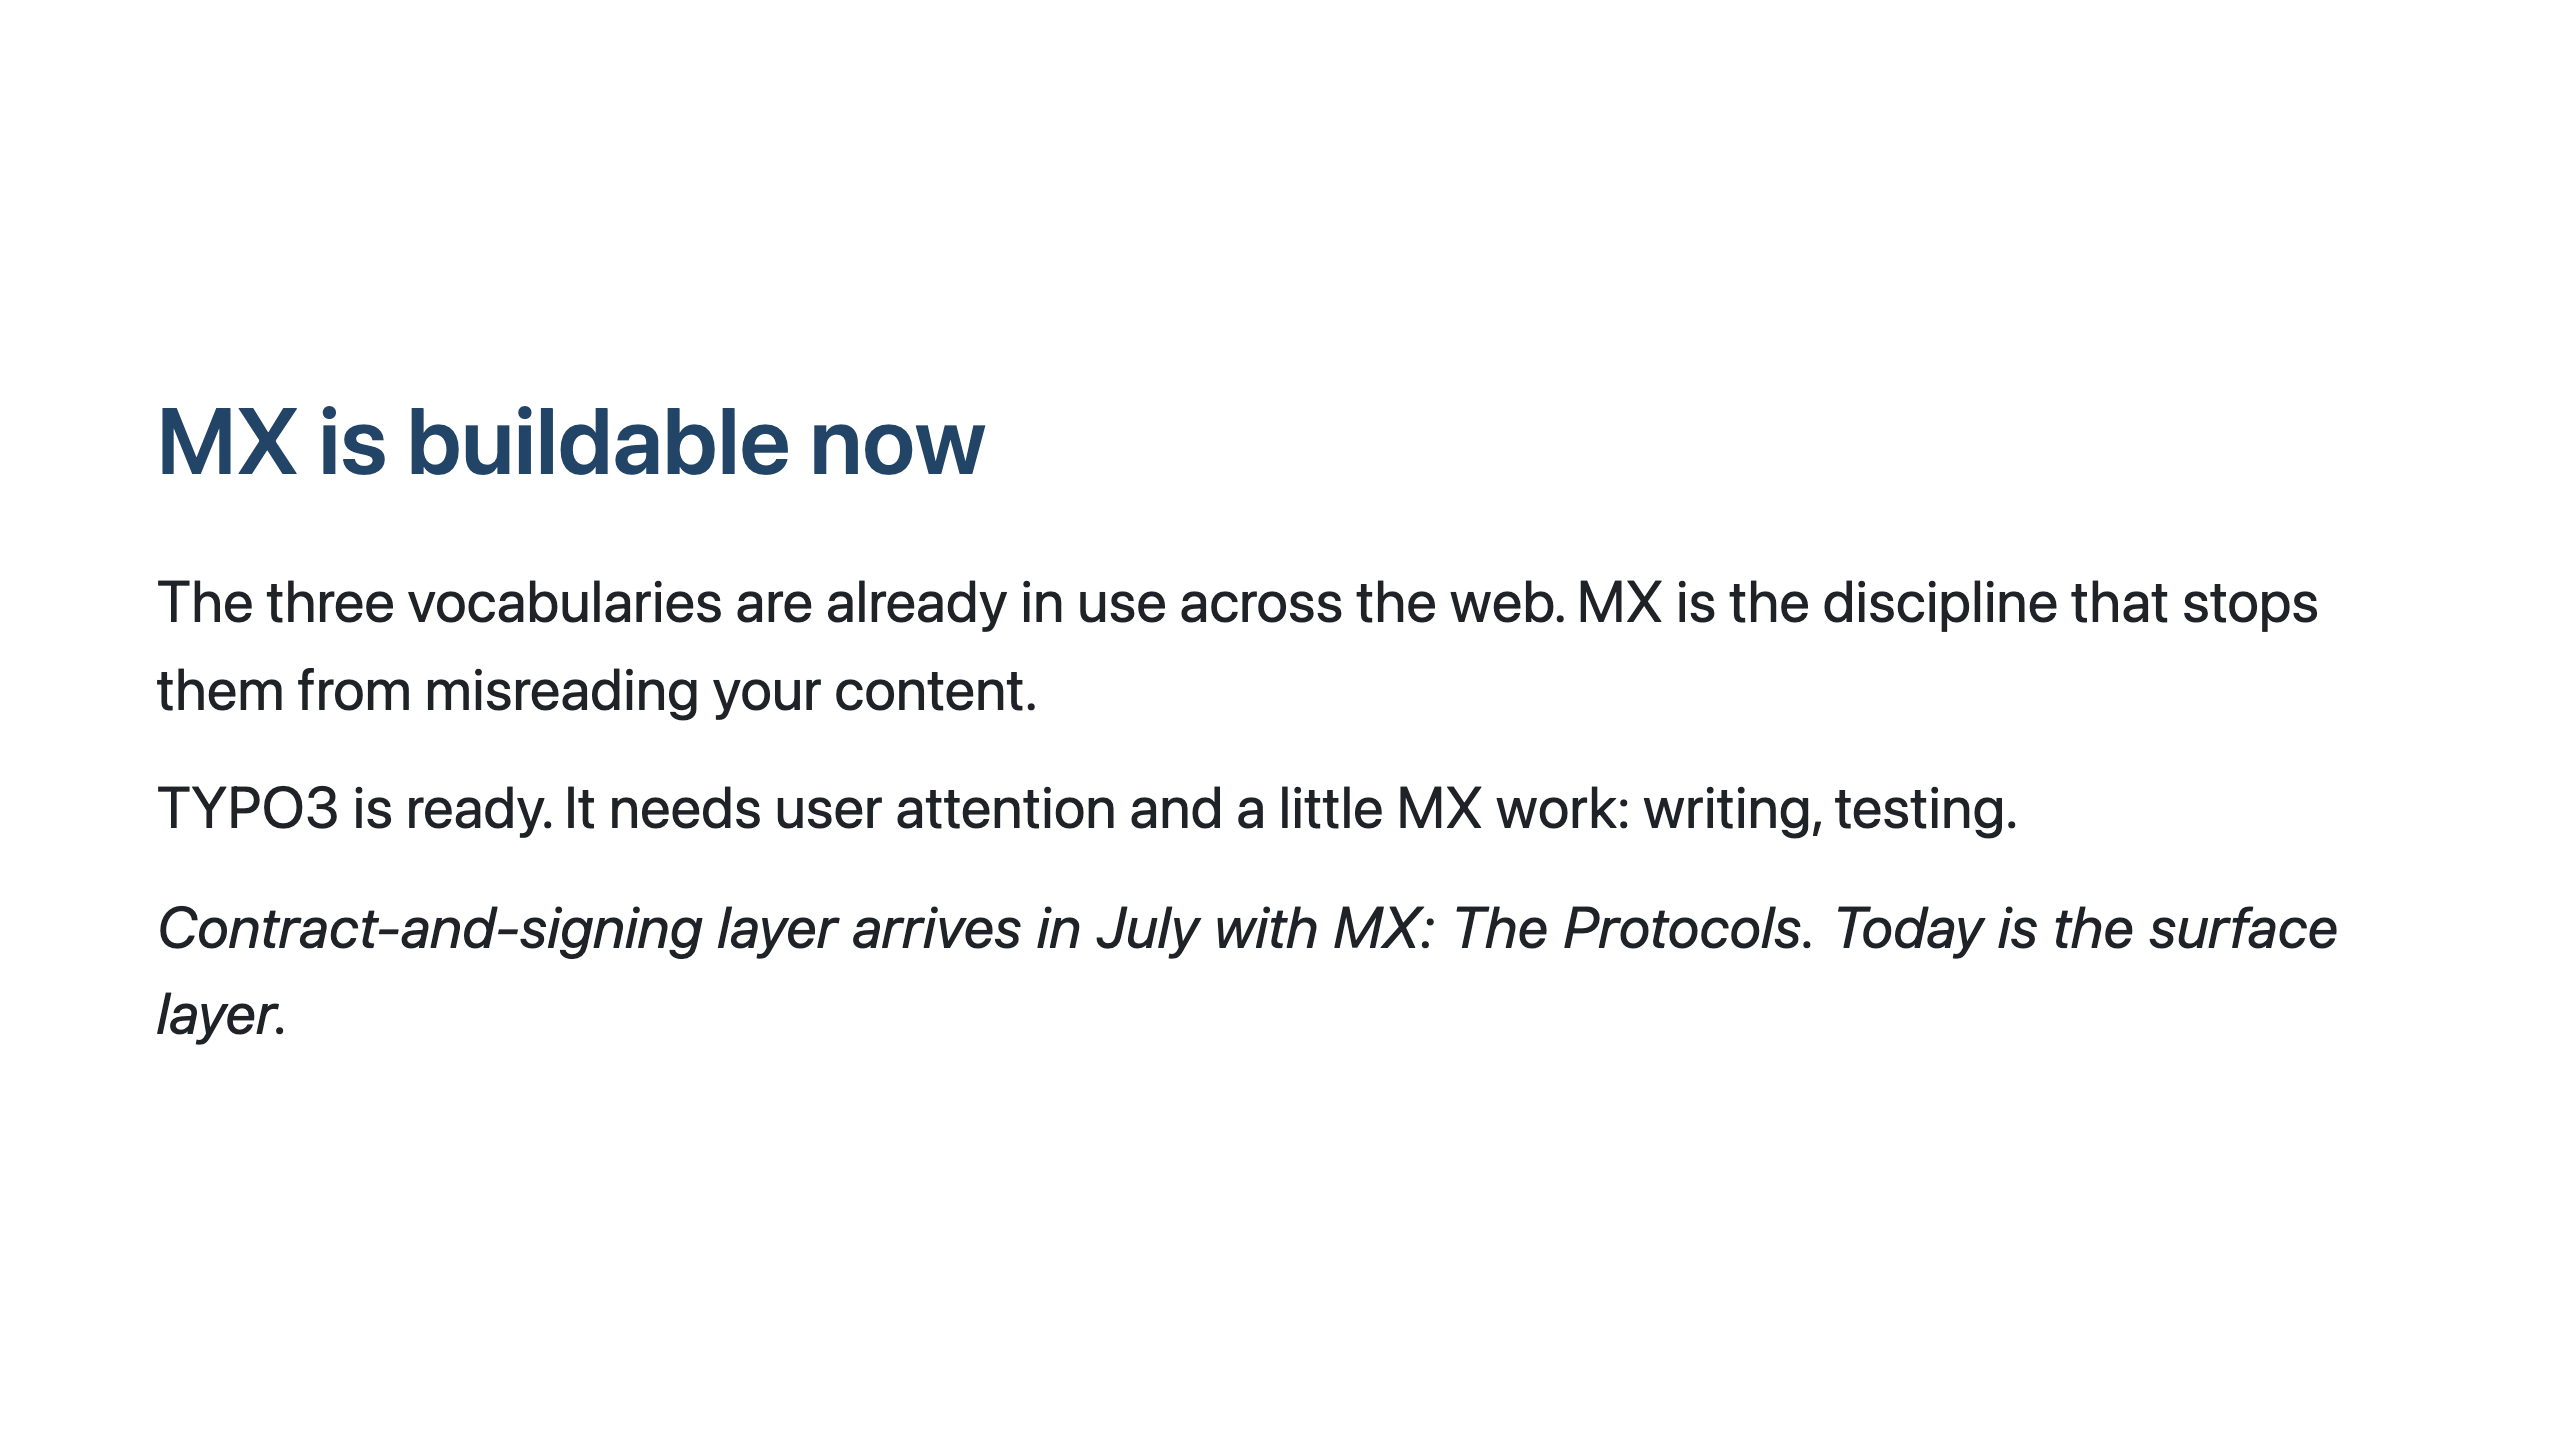 MX is buildable now
The three vocabularies are already in use across the web. MX is the discipline that stops
them from misreading your content.
TYPO3 is ready. It needs user attention and a little MX work: writing, testing.
Contract-and-signing layer arrives in July with MX: The Protocols. Today is the surface
layer.